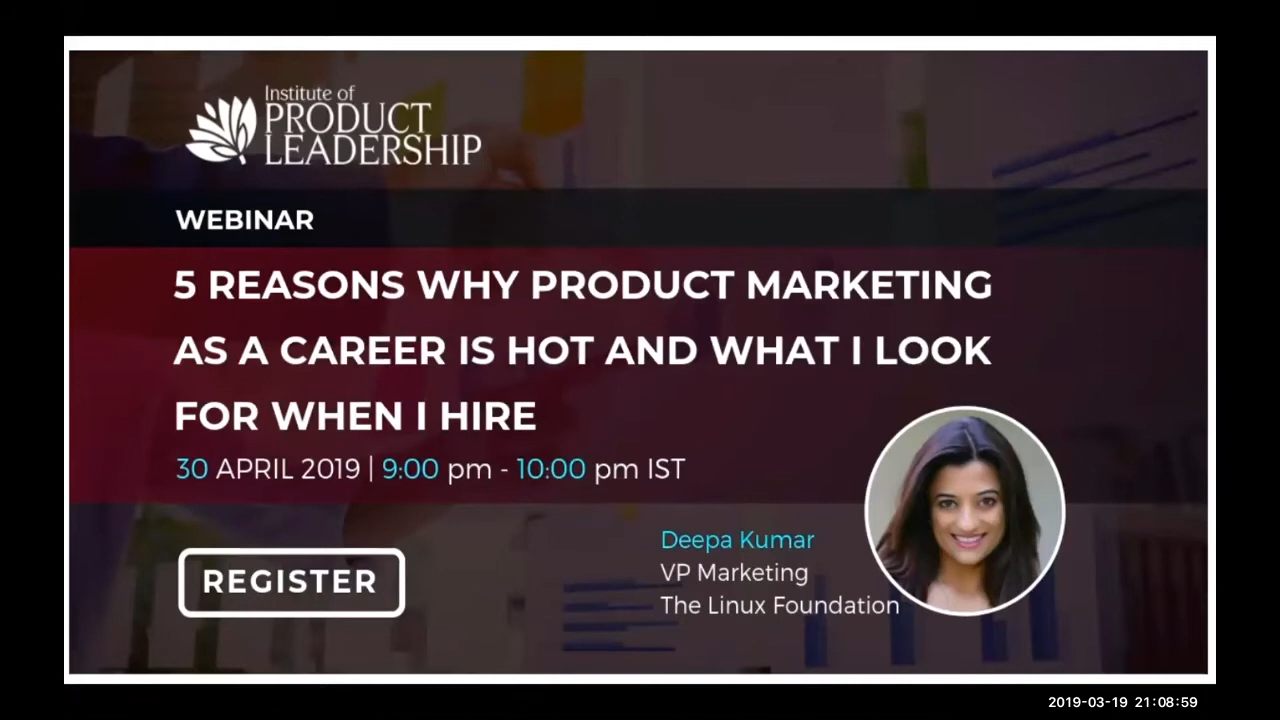 Institute of
PRODUCT
LEADERSHIP
WEBINAR
5 REASONS WHY PRODUCT MARKETING
AS A CAREER IS HOT AND WHAT I LOOK
FOR WHEN I HIRE
30 APRIL 2019 | 9:00 pm - 10:00 pm IST
REGISTER
Deepa Kumar
VP Marketing
The Linux Foundation
2019-03-19 21:08:59